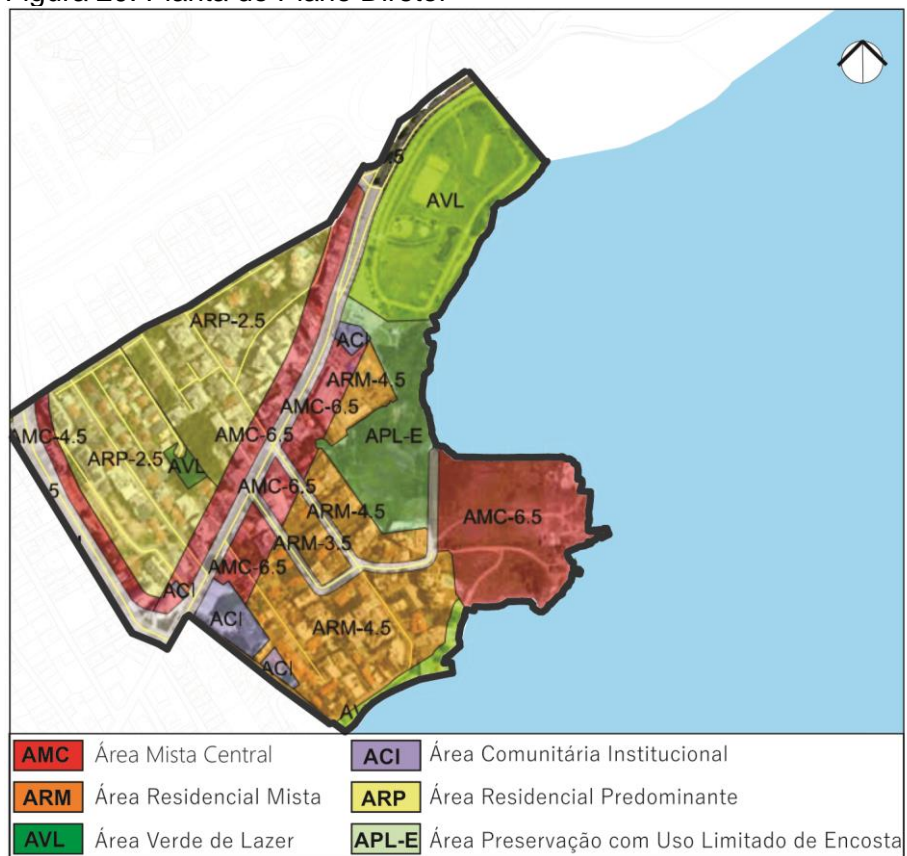 AVL
ARP-2.5
ACI
ARM-4.5
AMC-6.5
AMC-4.5
AMC-6.5
APL-E
ARP-2.5
AVL
AMC-6.5
AMC-6.5
ARM-4.5
ARM-3.5
AMC-6.5
ACI
ACI
ARM-4.5
ACI
AMC Área Mista Central
ACI Área Comunitária Institucional
ARM Área Residencial Mista
ARP Área Residencial Predominante
AVL Área Verde de Lazer
APL-E Área Preservação com Uso Limitado de Encosta